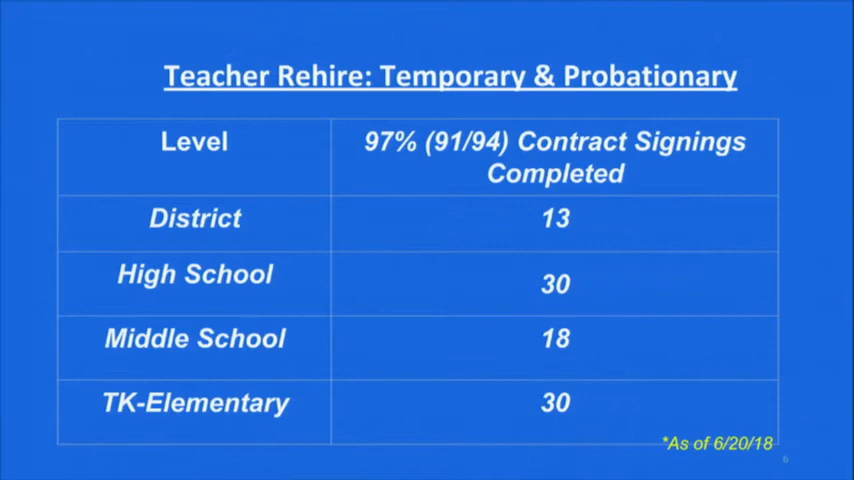 Teacher Rehire: Temporary & Probationary
Level
97% (91/94) Contract Signings
Completed
District
13
High School
30
Middle School
18
TK-Elementary
30
*As of 6/20/18
6